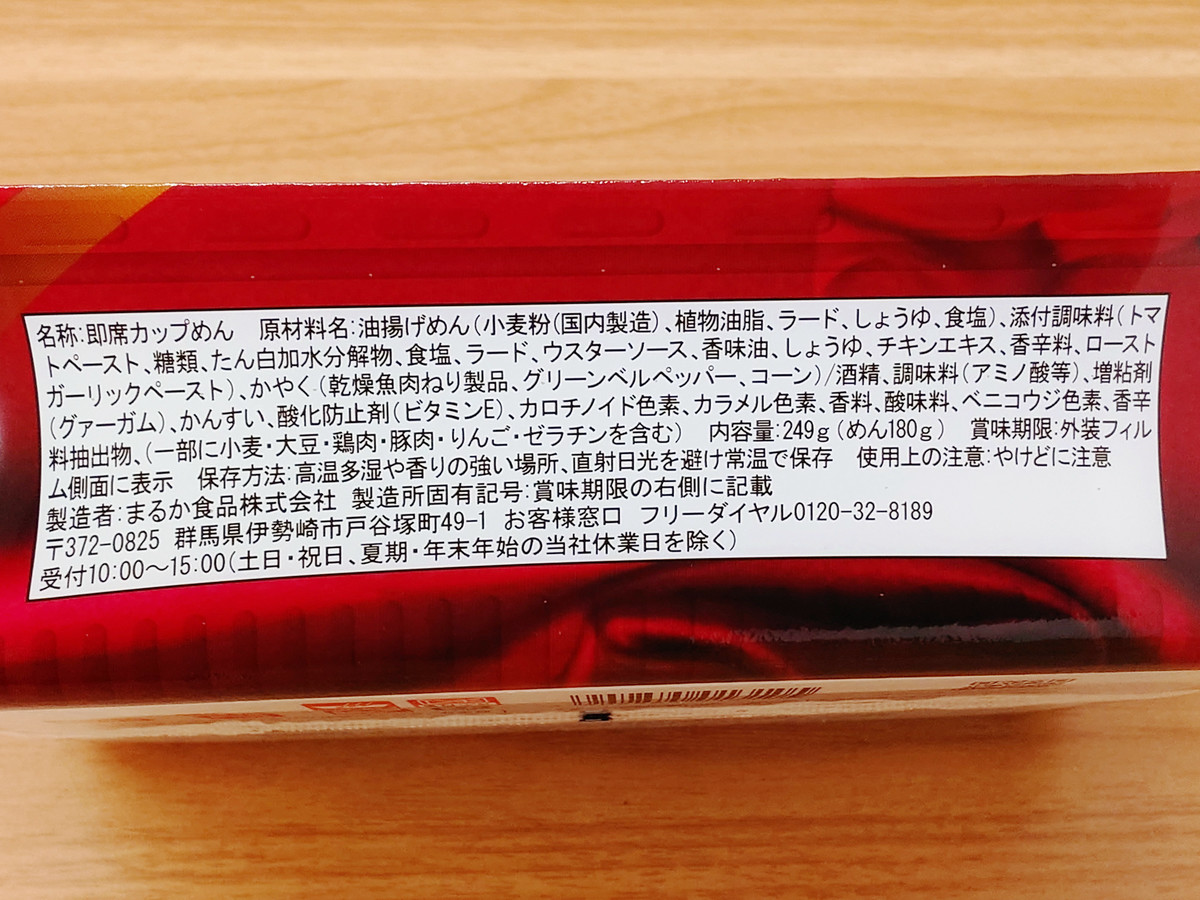 名称:即席カップめん　原材料名:油揚げめん(小麦粉(国内製造)、植物油脂、ラード、しょうゆ、食塩)、添付調味料(トマ
トペースト、糖類、たん白加水分解物、食塩、ラード、ウスターソース、香味油、しょうゆ、チキンエキス、香辛料、ロースト
ガーリックペースト)、かやく(乾燥魚肉ねり製品、グリーンベルペッパー、コーン)/酒精、調味料(アミノ酸等)、増粘剤
(グァーガム)、かんすい、酸化防止剤(ビタミンE)、カロチノイド色素、カラメル色素、香料、酸味料、ベニコウジ色素、香辛
料抽出物、(一部に小麦・大豆・鶏肉・豚肉・りんご・ゼラチンを含む)　内容量:249g(めん180g)　賞味期限:外装フィル
ム側面に表示　保存方法:高温多湿や香りの強い場所、直射日光を避け常温で保存　使用上の注意:やけどに注意
製造者:まるか食品株式会社　製造所固有記号:賞味期限の右側に記載
〒372-0825 群馬県伊勢崎市戸谷塚町49-1 お客様窓口　フリーダイヤル0120-32-8189
受付10:00〜15:00(土日・祝日、夏期・年末年始の当社休業日を除く)